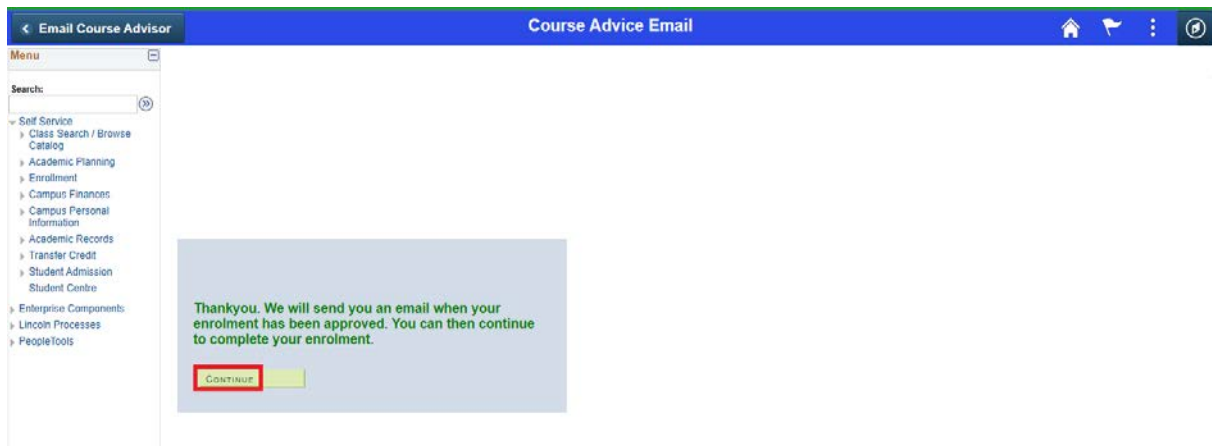 Email Course Advisor
Course Advice Email
Menu
Search:
Self Service
Class Search / Browse
Catalog
Academic Planning
Enrollment
Campus Finances
Campus Personal
Information
Academic Records
Transfer Credit
Student Admission
Student Centre
Enterprise Components
Lincoln Processes
PeopleTools
Thankyou. We will send you an email when your
enrolment has been approved. You can then continue
to complete your enrolment.
CONTINUE